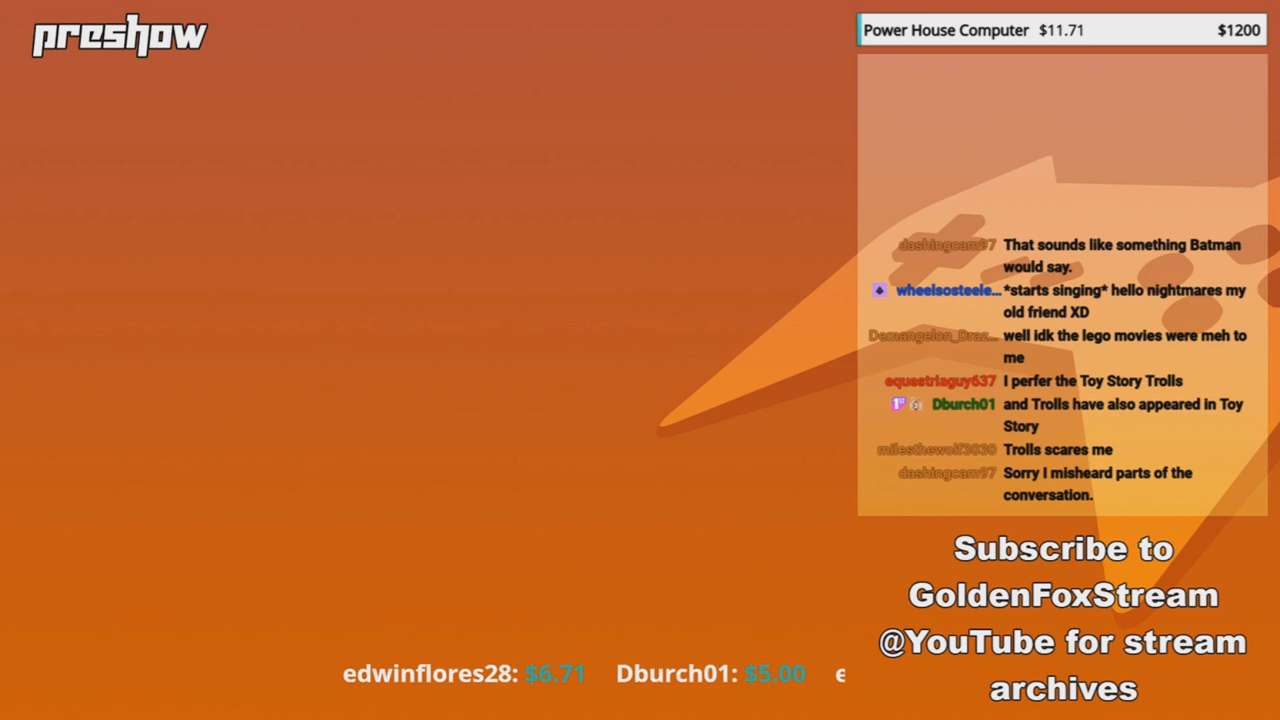 preshow
Power House Computer $11.71 $1200
dashingcam97 That sounds like something Batman
would say.
wheelsosteele... *starts singing* hello nightmares my
old friend XD
Demangelon_Draz... well idk the lego movies were meh to
me
equestriaguy637 I perfer the Toy Story Trolls
Dburch01 and Trolls have also appeared in Toy
Story
milesthewolf3030 Trolls scares me
dashingcam97 Sorry I misheard parts of the
conversation.
Subscribe to
GoldenFoxStream
@YouTube for stream
archives
edwinflores28: $6.71 Dburch01: $5.00 e